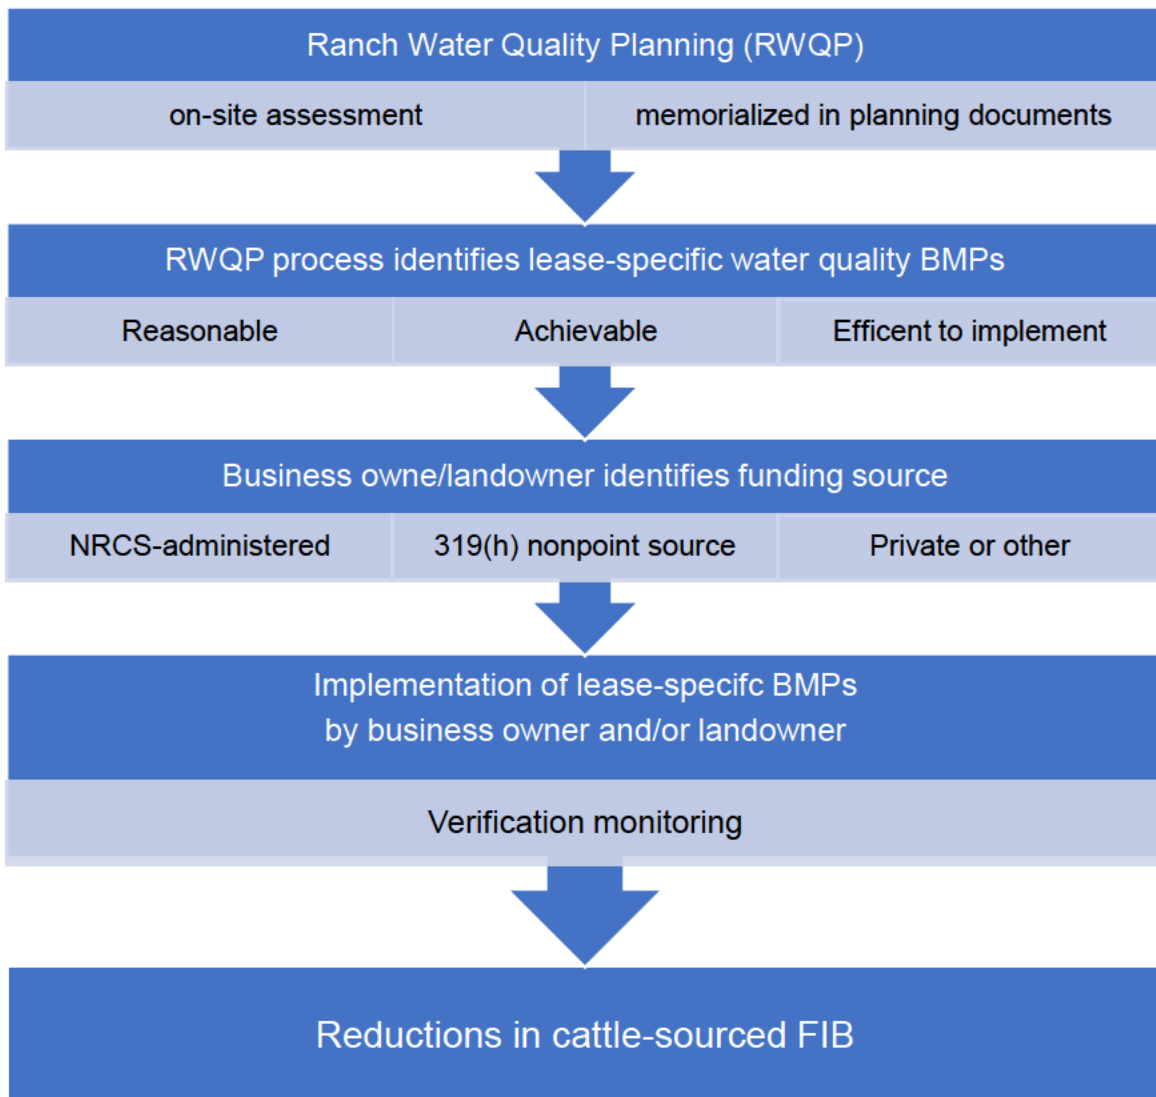 Ranch Water Quality Planning (RWQP)
on-site assessment
memorialized in planning documents
RWQP process identifies lease-specific water quality BMPs
Reasonable
Achievable
Efficent to implement
Business owne/landowner identifies funding source
NRCS-administered
319(h) nonpoint source
Private or other
Implementation of lease-specifc BMPs
by business owner and/or landowner
Verification monitoring
Reductions in cattle-sourced FIB